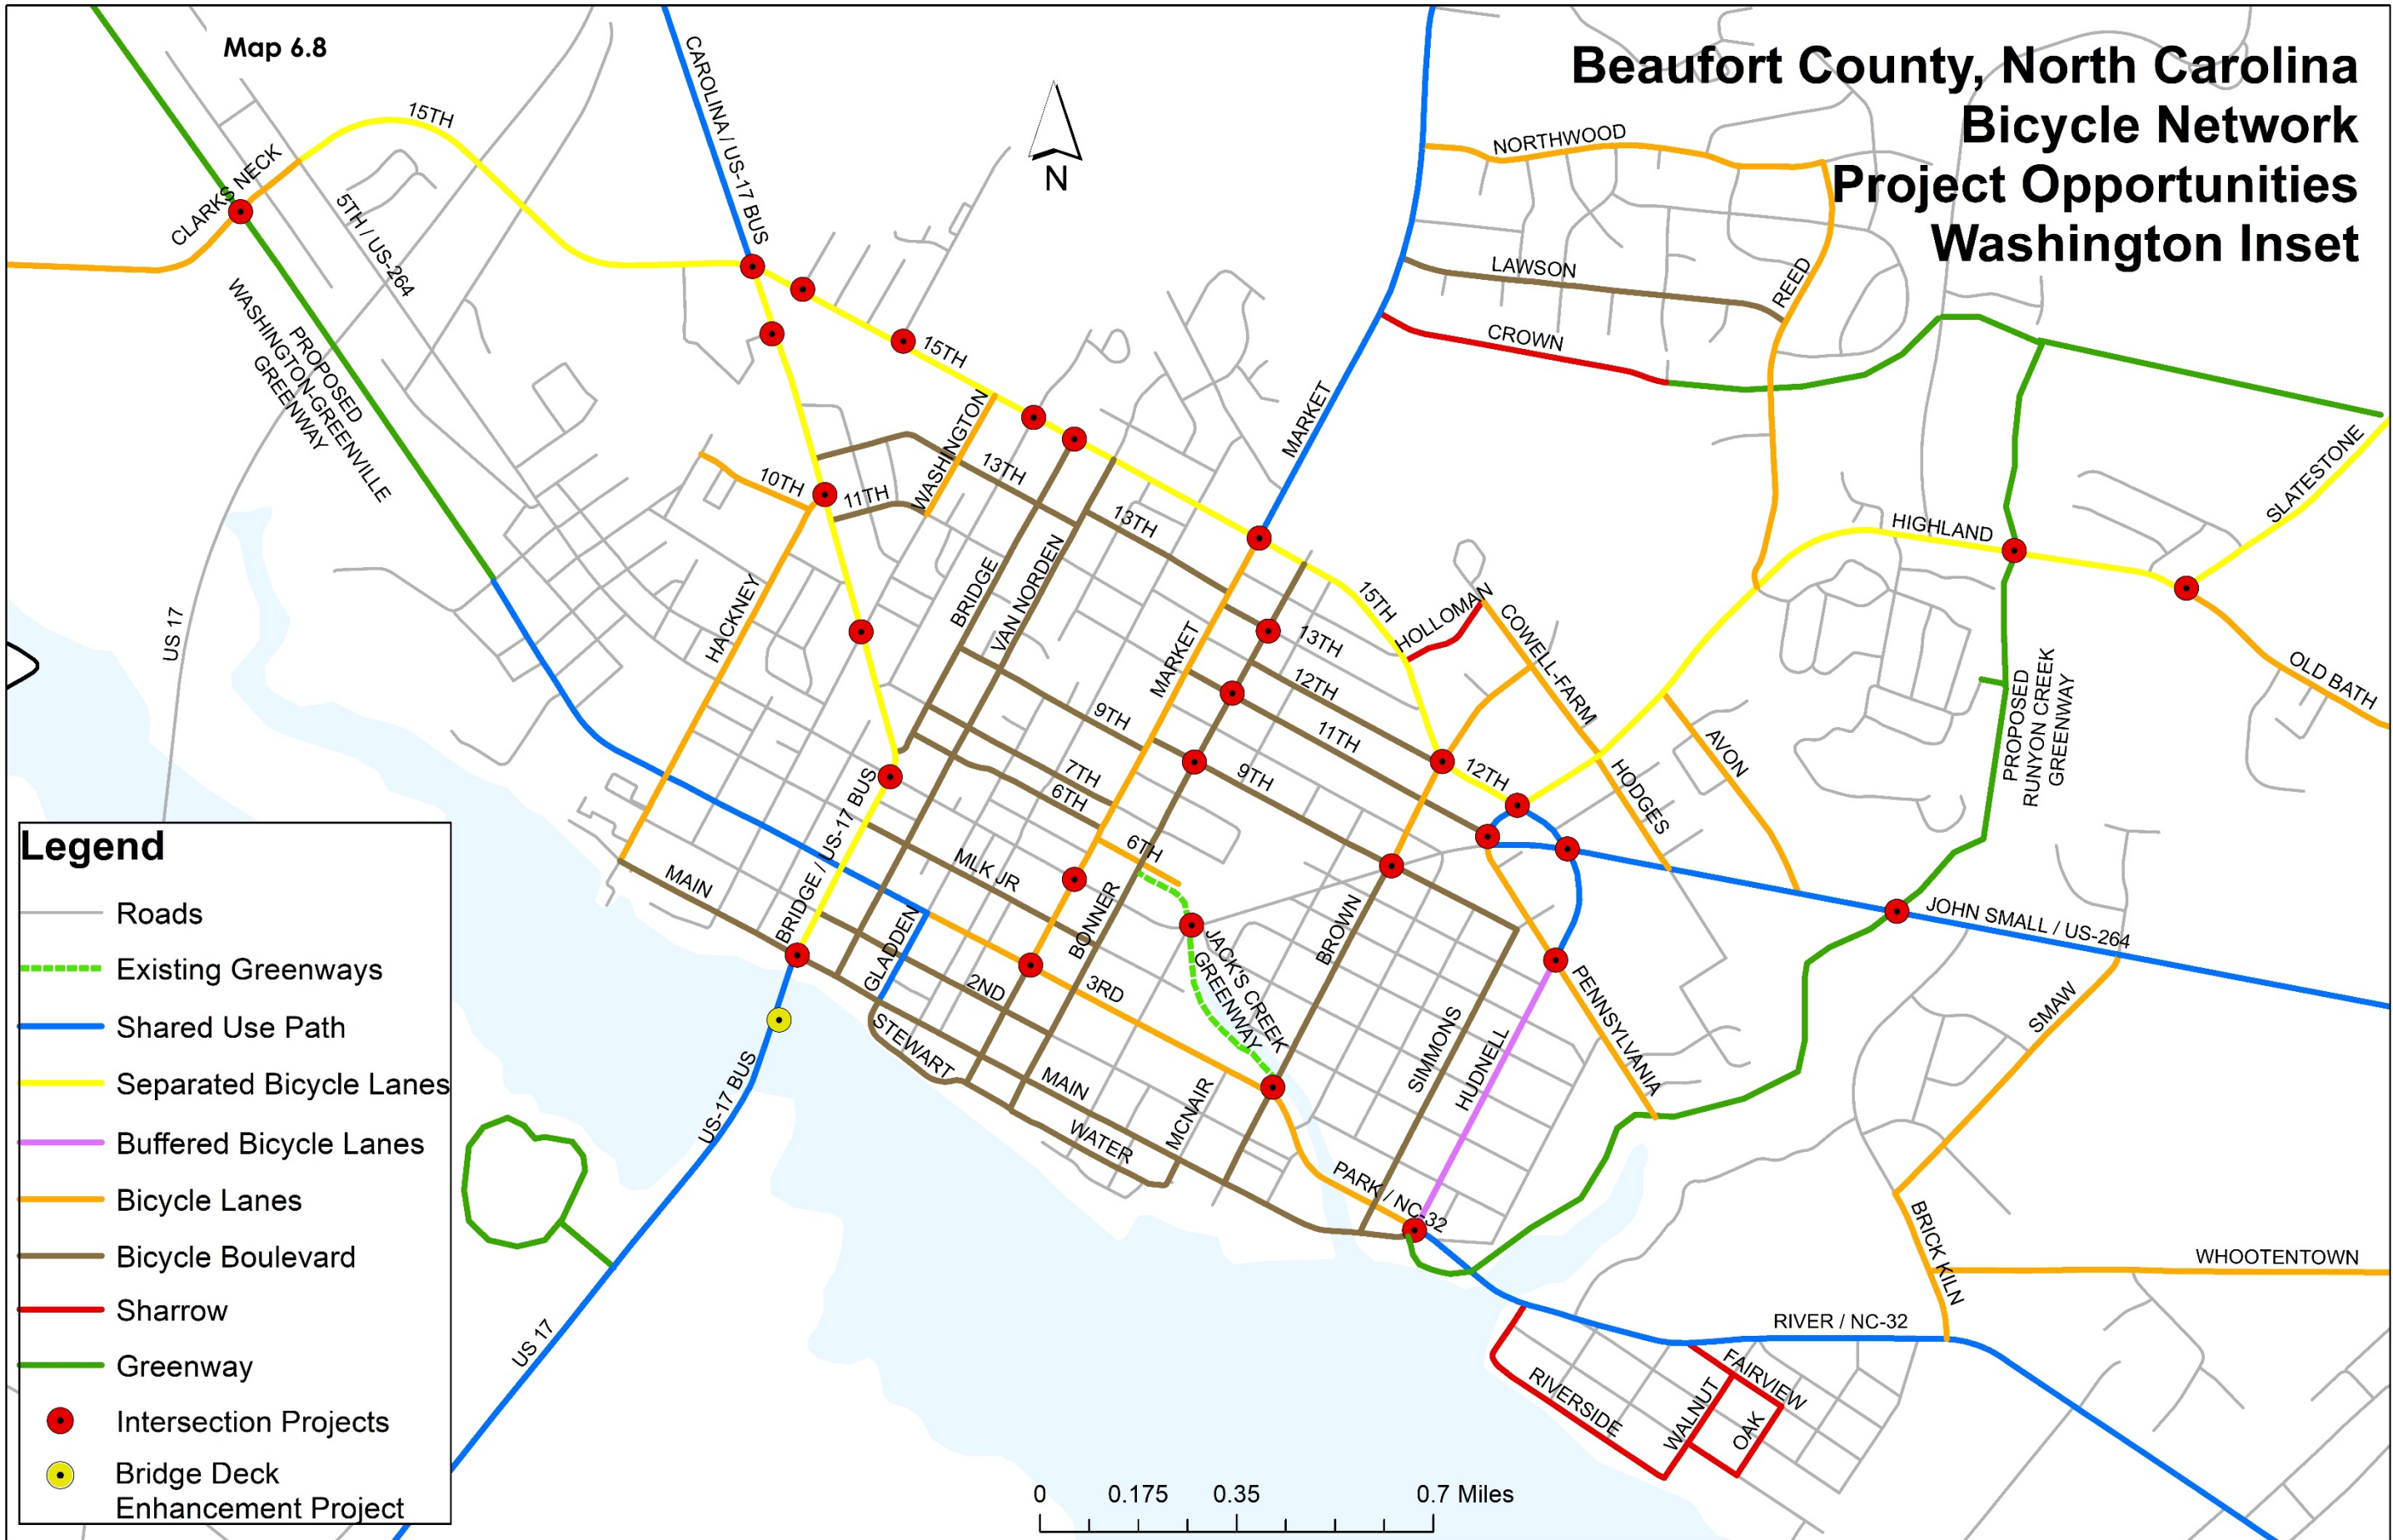 Map 6.8
Beaufort County, North Carolina
Bicycle Network
Project Opportunities
Washington Inset
N
15TH
CAROLINA / US-17 BUS
CLARKS NECK
5TH / US-264
PROPOSED
WASHINGTON-GREENVILLE
GREENWAY
NORTHWOOD
LAWSON
REED
CROWN
15TH
MARKET
WASHINGTON
13TH
10TH
11TH
13TH
HIGHLAND
SLATESTONE
BRIDGE
VAN NORDEN
HACKNEY
US 17
15TH
HOLLOMAN
COWELL-FARM
MARKET
13TH
12TH
11TH
9TH
9TH
12TH
7TH
6TH
6TH
HODGES
AVON
OLD BATH
PROPOSED
RUNYON CREEK
GREENWAY
BRIDGE / US-17 BUS
MLK JR
MAIN
GLADDEN
BONNER
BROWN
JACK'S CREEK
GREENWAY
2ND
3RD
JOHN SMALL / US-264
PENNSYLVANIA
SMAW
SIMMONS
HUDNELL
STEWART
MAIN
MCNAIR
WATER
US-17 BUS
PARK / NC-32
BRICK KILN
WHOOTENTOWN
RIVER / NC-32
US 17
FAIRVIEW
RIVERSIDE
WALNUT
OAK
Legend
Roads
Existing Greenways
Shared Use Path
Separated Bicycle Lanes
Buffered Bicycle Lanes
Bicycle Lanes
Bicycle Boulevard
Sharrow
Greenway
Intersection Projects
Bridge Deck
Enhancement Project
0 0.175 0.35 0.7 Miles